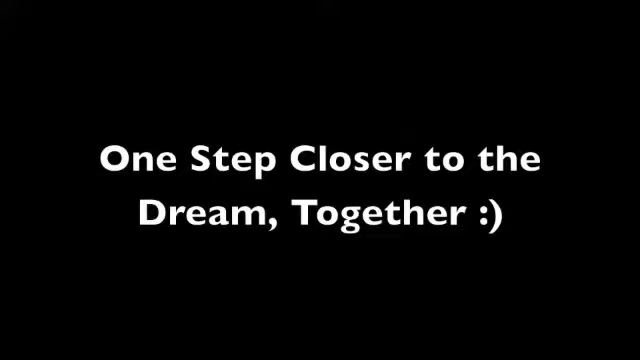 One Step Closer to the
Dream, Together :)